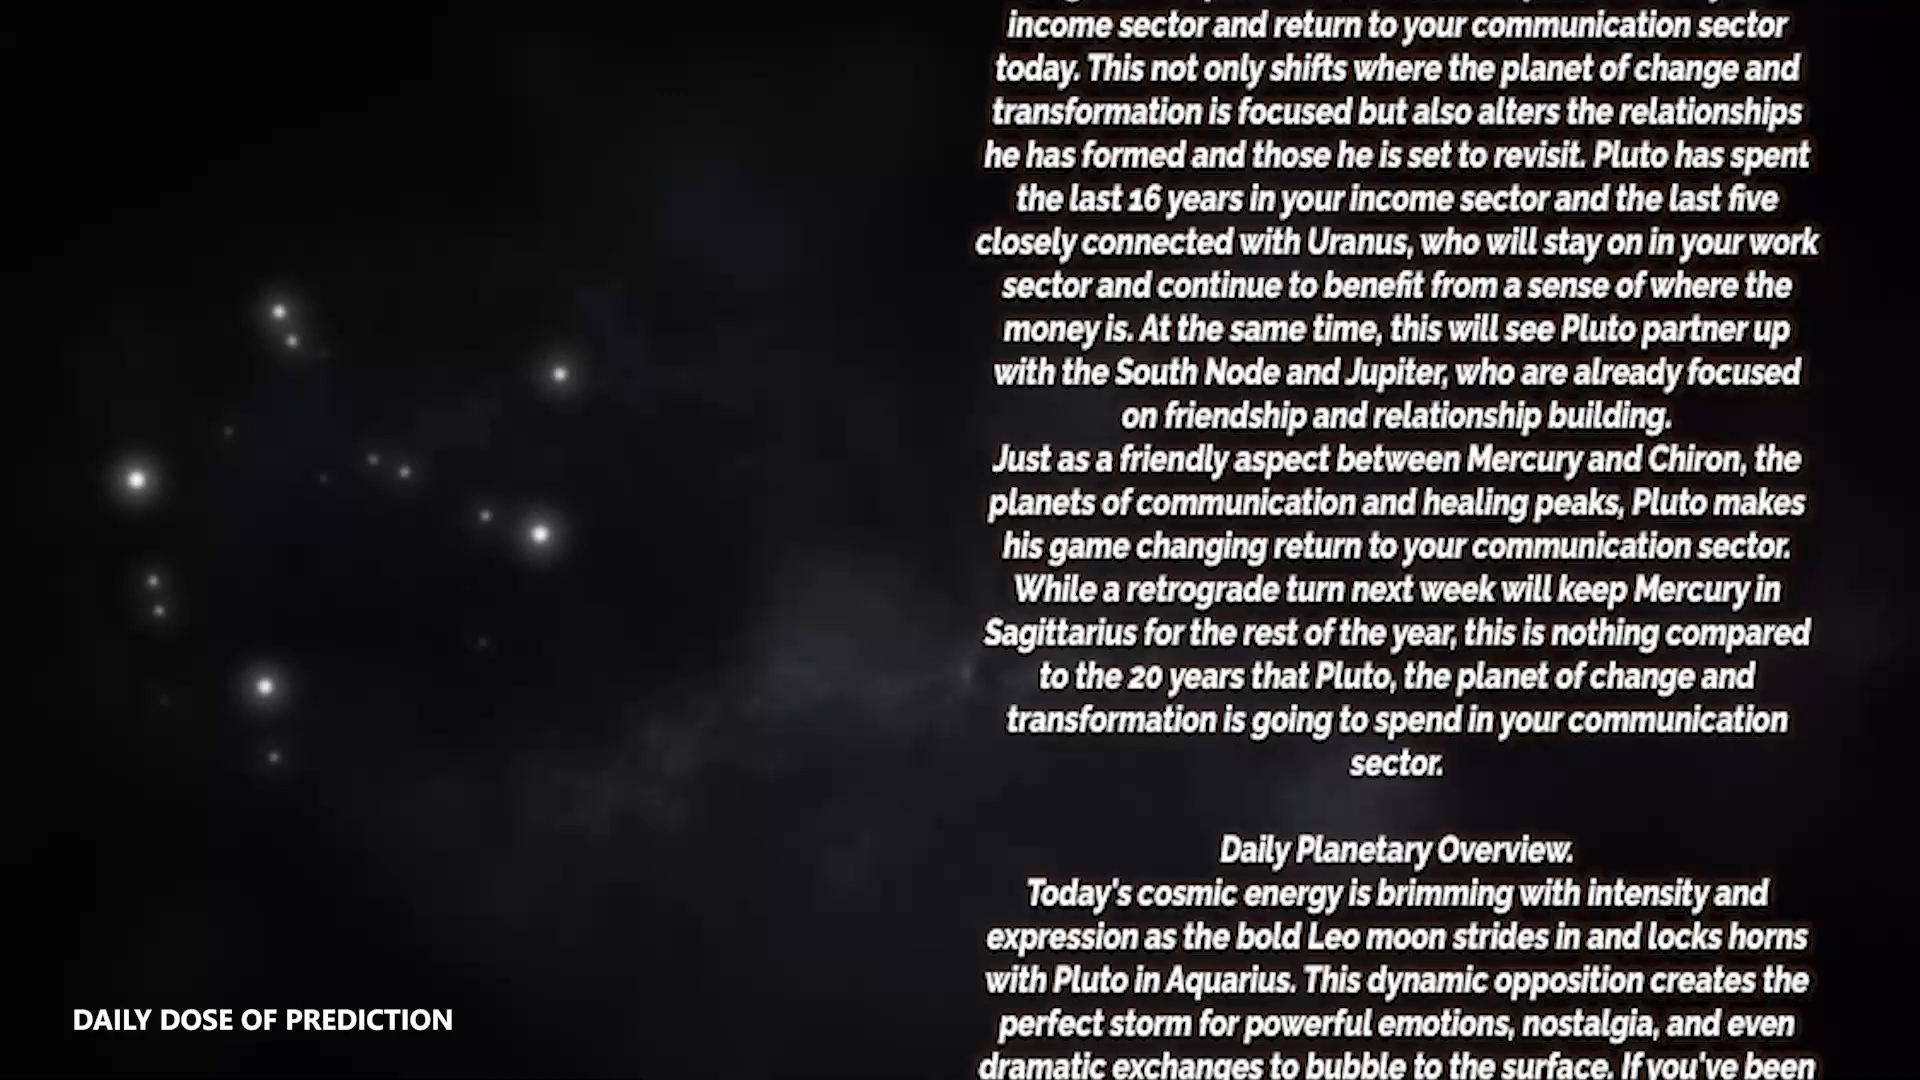 income sector and return to your communication sector
today. This not only shifts where the planet of change and
transformation is focused but also alters the relationships
he has formed and those he is set to revisit. Pluto has spent
the last 16 years in your income sector and the last five
closely connected with Uranus, who will stay on in your work
sector and continue to benefit from a sense of where the
money is. At the same time, this will see Pluto partner up
with the South Node and Jupiter, who are already focused
on friendship and relationship building.
Just as a friendly aspect between Mercury and Chiron, the
planets of communication and healing peaks, Pluto makes
his game changing return to your communication sector.
While a retrograde turn next week will keep Mercury in
Sagittarius for the rest of the year, this is nothing compared
to the 20 years that Pluto, the planet of change and
transformation is going to spend in your communication
sector.
Daily Planetary Overview.
Today's cosmic energy is brimming with intensity and
expression as the bold Leo moon strides in and locks horns
with Pluto in Aquarius. This dynamic opposition creates the
perfect storm for powerful emotions, nostalgia, and even
dramatic exchanges to bubble to the surface. If you've been
DAILY DOSE OF PREDICTION